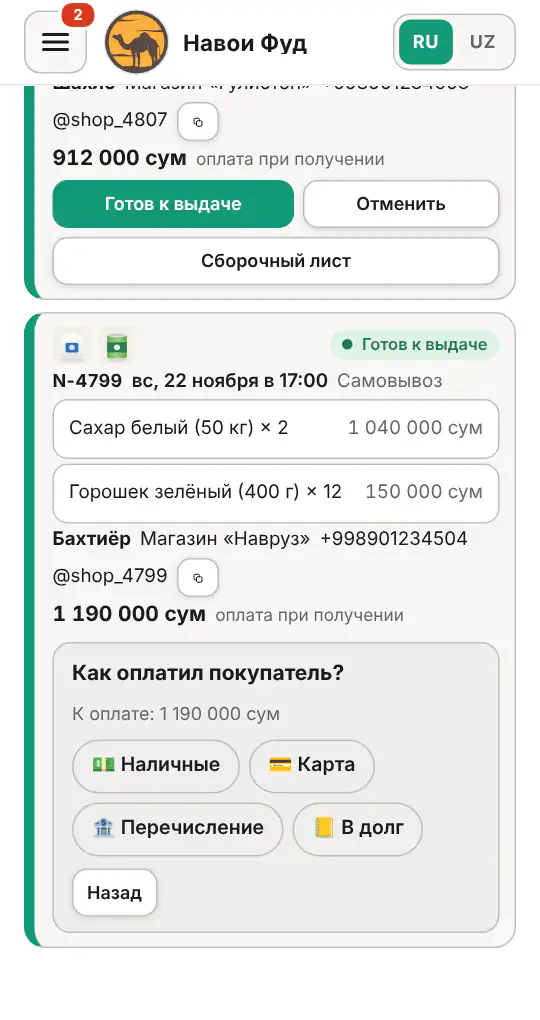 2
Навои Фуд
RU UZ
@shop_4807
912 000 сум оплата при получении
Готов к выдаче Отменить
Сборочный лист
Готов к выдаче
N-4799 вс, 22 ноября в 17:00 Самовывоз
Сахар белый (50 кг) × 2 1 040 000 сум
Горошек зелёный (400 г) × 12 150 000 сум
Бахтиёр Магазин «Навруз» +998901234504
@shop_4799
1 190 000 сум оплата при получении
Как оплатил покупатель?
К оплате: 1 190 000 сум
Наличные Карта
Перечисление В долг
Назад